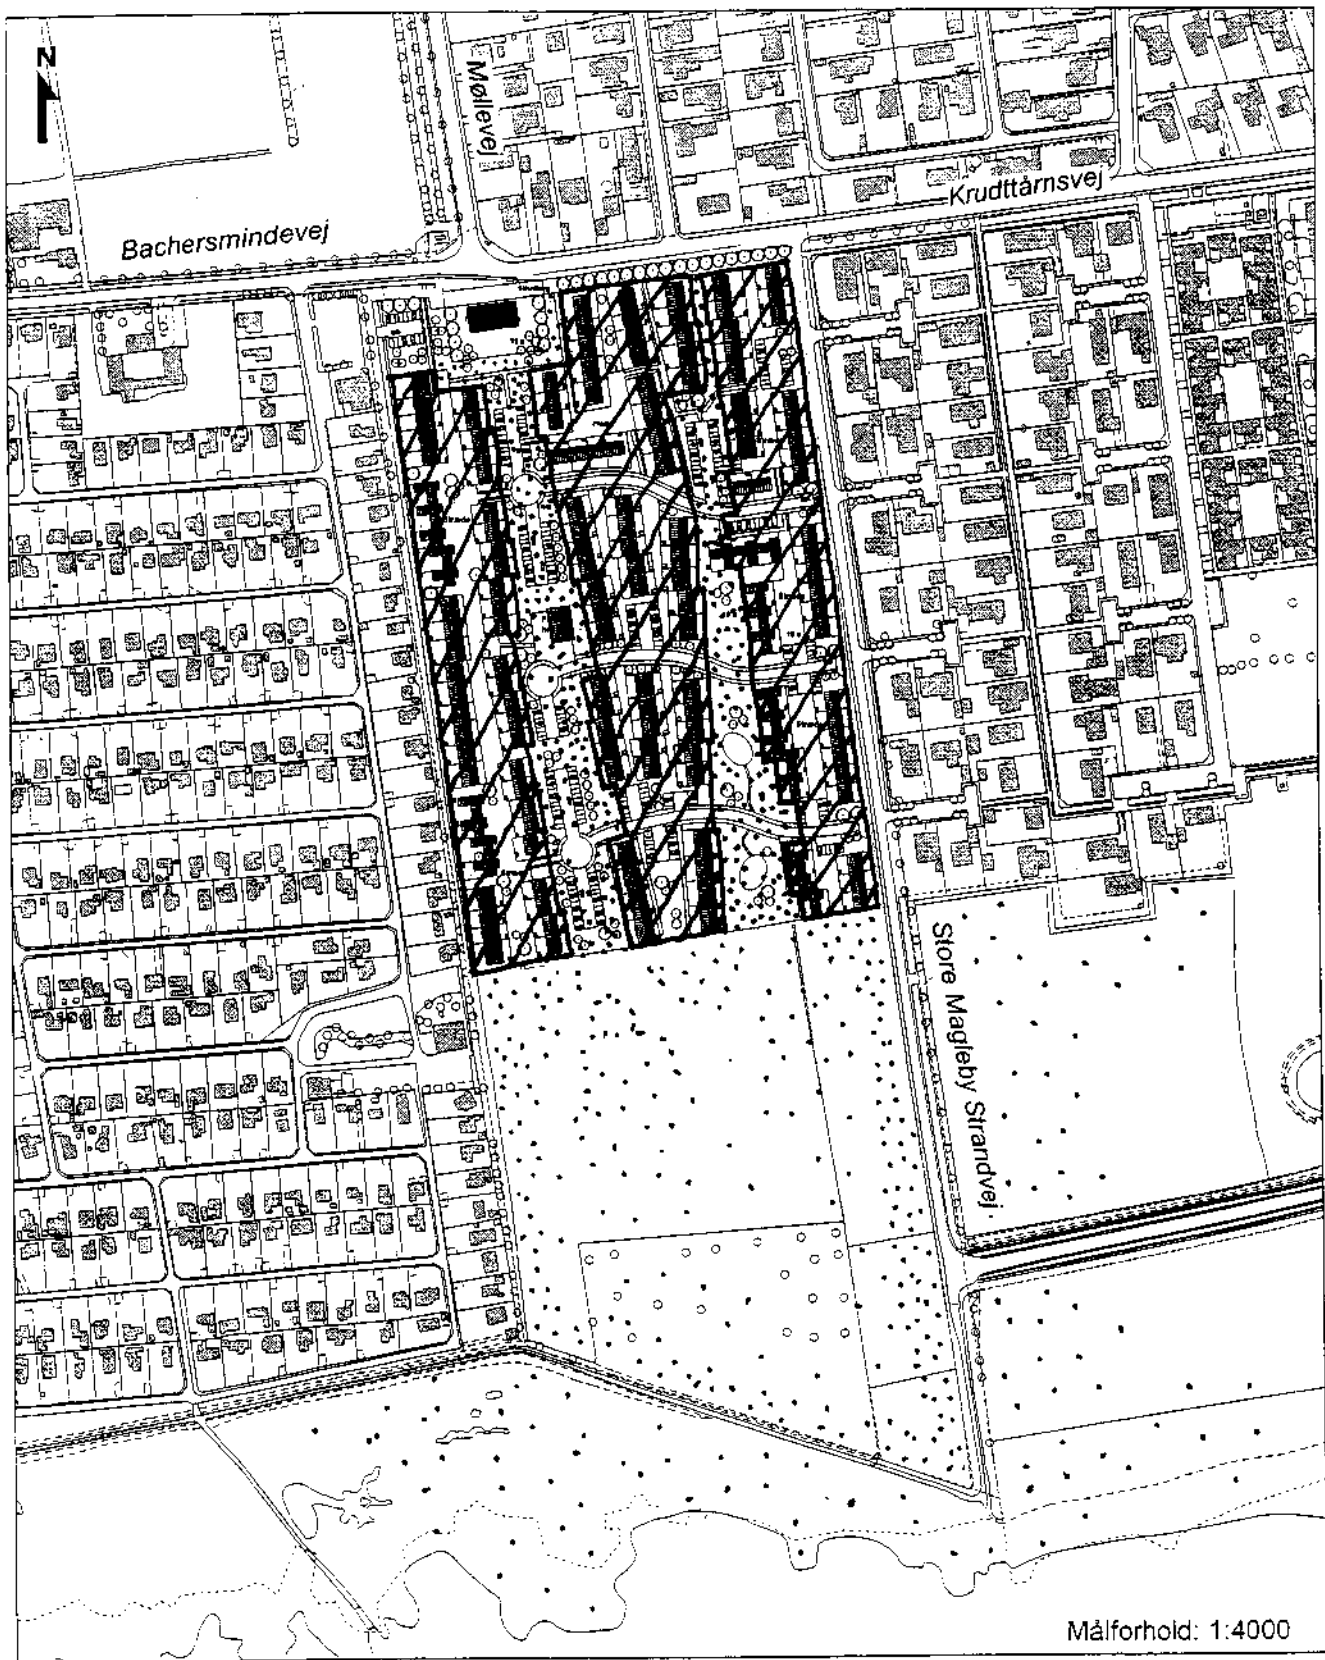 N
Møllevej
Krudttårnsvej
Bachersmindevej
Store Magleby Strandvej
Målforhold: 1:4000